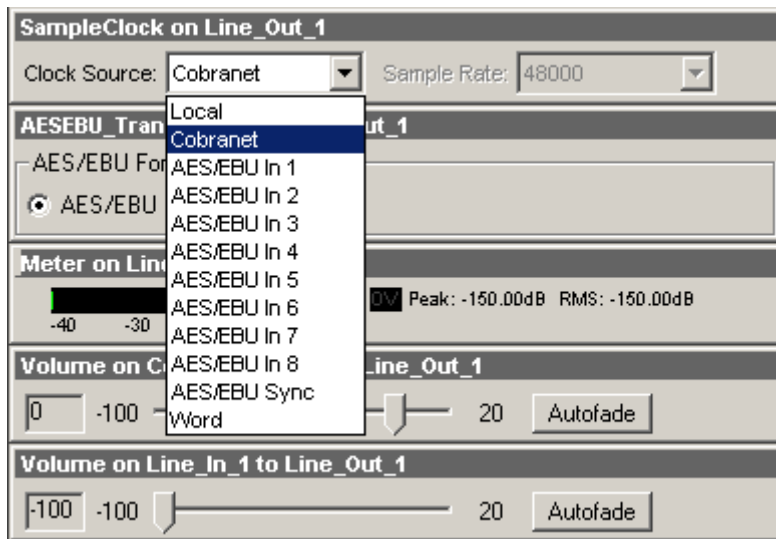 SampleClock on Line_Out_1
Clock Source: Cobranet Sample Rate: 48000
Local
Cobranet
AES/EBU In 1
AES/EBU In 2
AES/EBU In 3
AES/EBU In 4
AES/EBU In 5
AES/EBU In 6
AES/EBU In 7
AES/EBU In 8
AES/EBU Sync
Word
AESEBU_Tran ut_1
AES/EBU For
AES/EBU
Meter on Line
-40 -30 Peak: -150.00dB RMS: -150.00dB
Volume on C Line_Out_1
0 -100 20 Autofade
Volume on Line_In_1 to Line_Out_1
-100 -100 20 Autofade